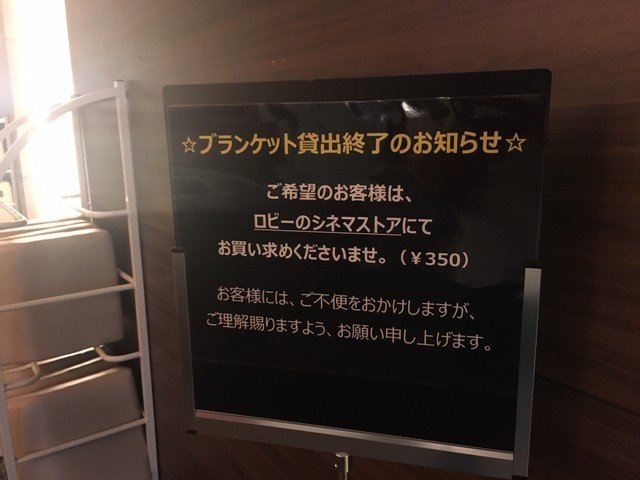 ☆ブランケット貸出終了のお知らせ☆
ご希望のお客様は、
ロビーのシネマストアにて
お買い求めくださいませ。（￥350）
お客様には、ご不便をおかけしますが、
ご理解賜りますよう、お願い申し上げます。